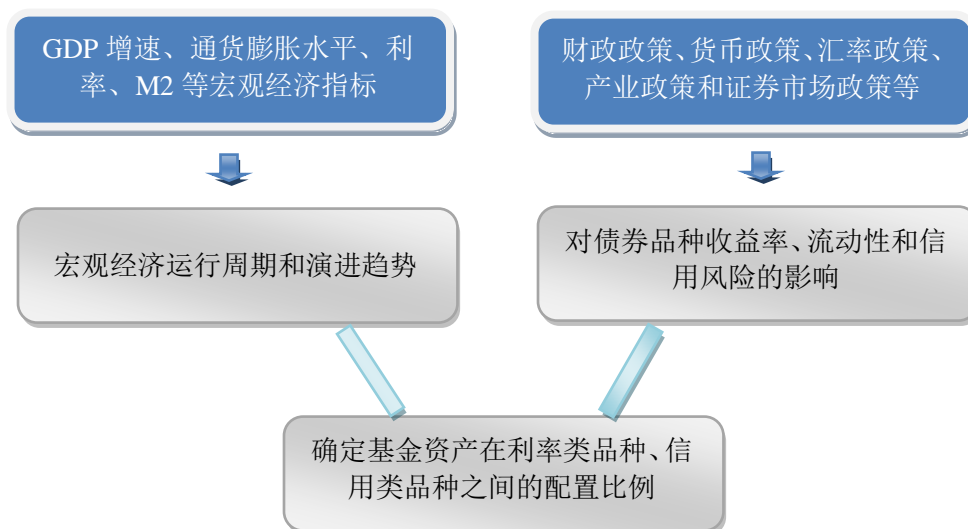 GDP 增速、通货膨胀水平、利
率、M2 等宏观经济指标
财政政策、货币政策、汇率政策、
产业政策和证券市场政策等
宏观经济运行周期和演进趋势
对债券品种收益率、流动性和信
用风险的影响
确定基金资产在利率类品种、信
用类品种之间的配置比例